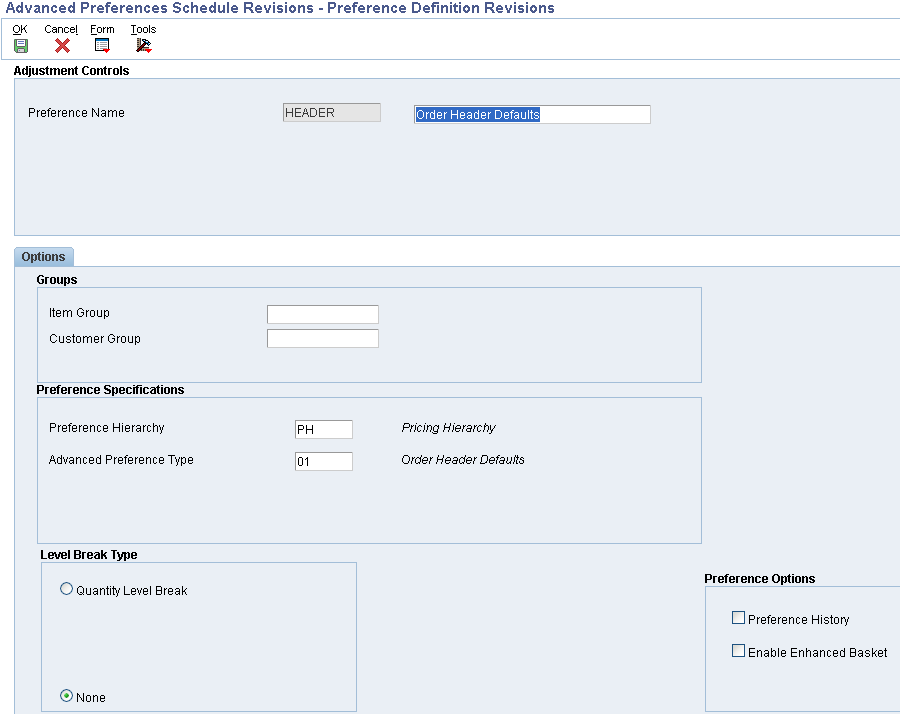 Advanced Preferences Schedule Revisions - Preference Definition Revisions
OK Cancel Form Tools
Adjustment Controls
Preference Name HEADER Order Header Defaults
Options
Groups
Item Group
Customer Group
Preference Specifications
Preference Hierarchy PH Pricing Hierarchy
Advanced Preference Type 01 Order Header Defaults
Level Break Type
Quantity Level Break
None
Preference Options
Preference History
Enable Enhanced Basket